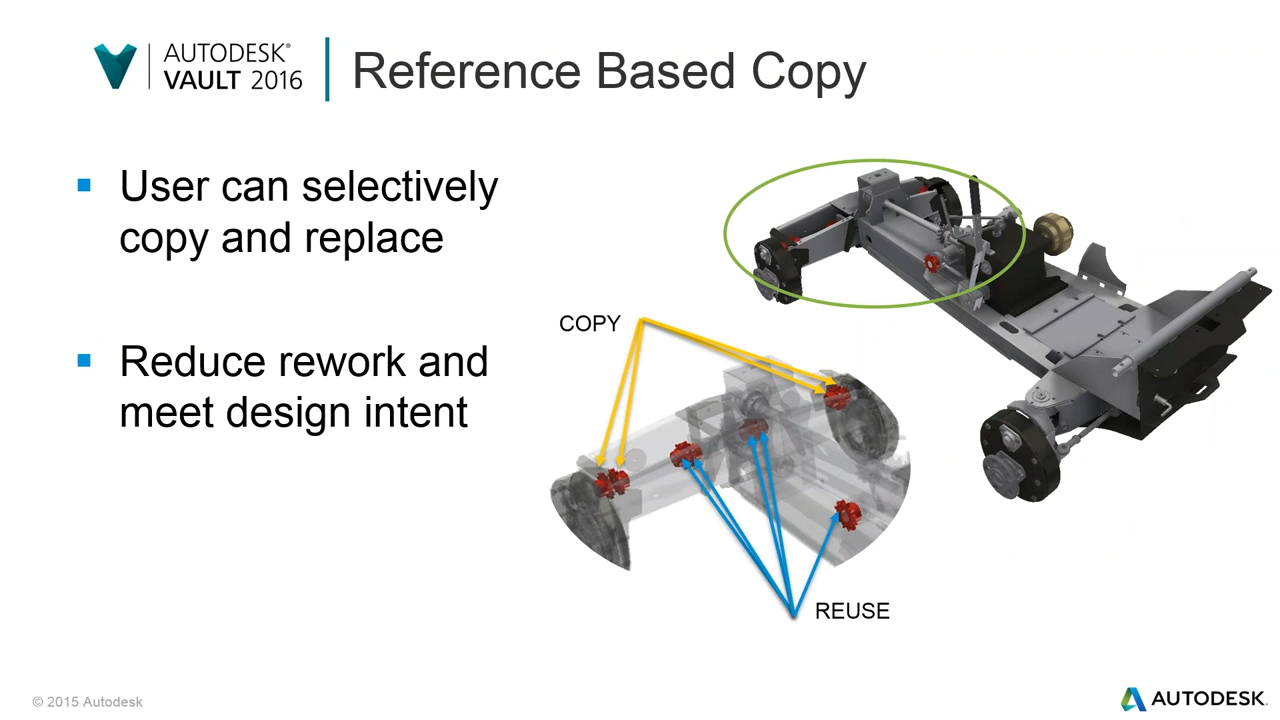 AUTODESK®
VAULT 2016
Reference Based Copy
▪ User can selectively
copy and replace
▪ Reduce rework and
meet design intent
COPY
REUSE
© 2015 Autodesk
AUTODESK.